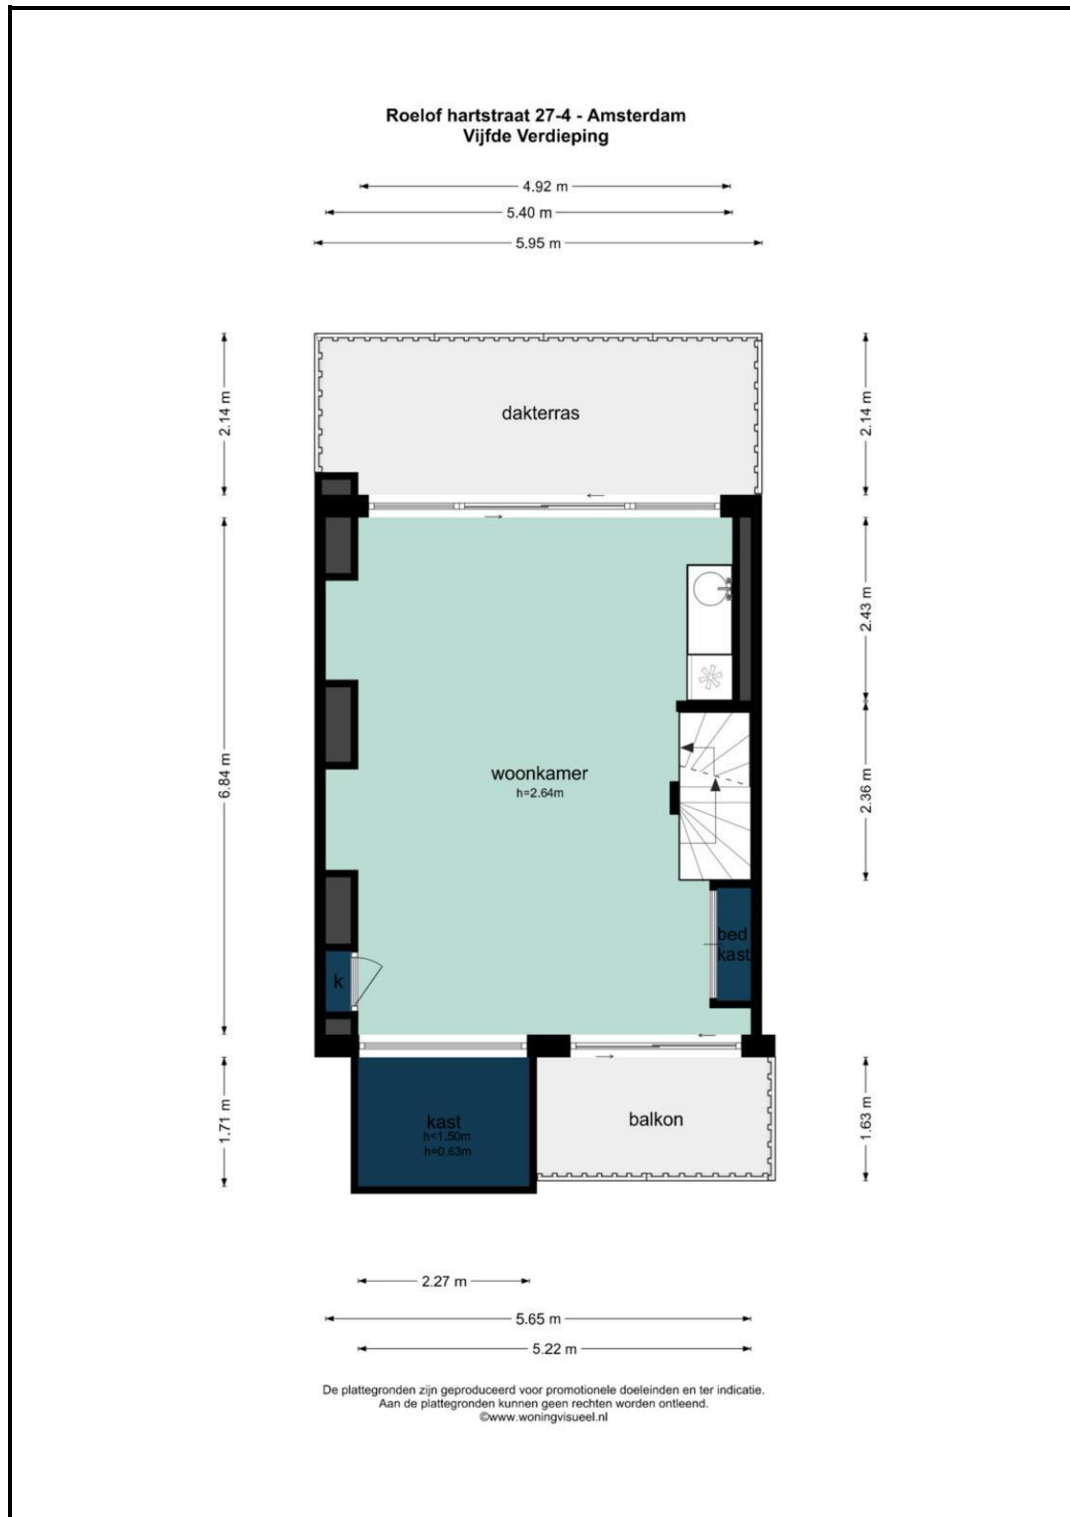 Roelof hartstraat 27-4 - Amsterdam
Vijfde Verdieping
4.92 m
5.40 m
5.95 m
2.14 m
2.14 m
dakterras
2.43 m
6.84 m
woonkamer
h=2.64m
2.36 m
bed
kast
k
1.71 m
kast
h<1.50m
h=0.63m
balkon
1.63 m
2.27 m
5.65 m
5.22 m
De plattegronden zijn geproduceerd voor promotionele doeleinden en ter indicatie.
Aan de plattegronden kunnen geen rechten worden ontleend.
©www.woningvisueel.nl